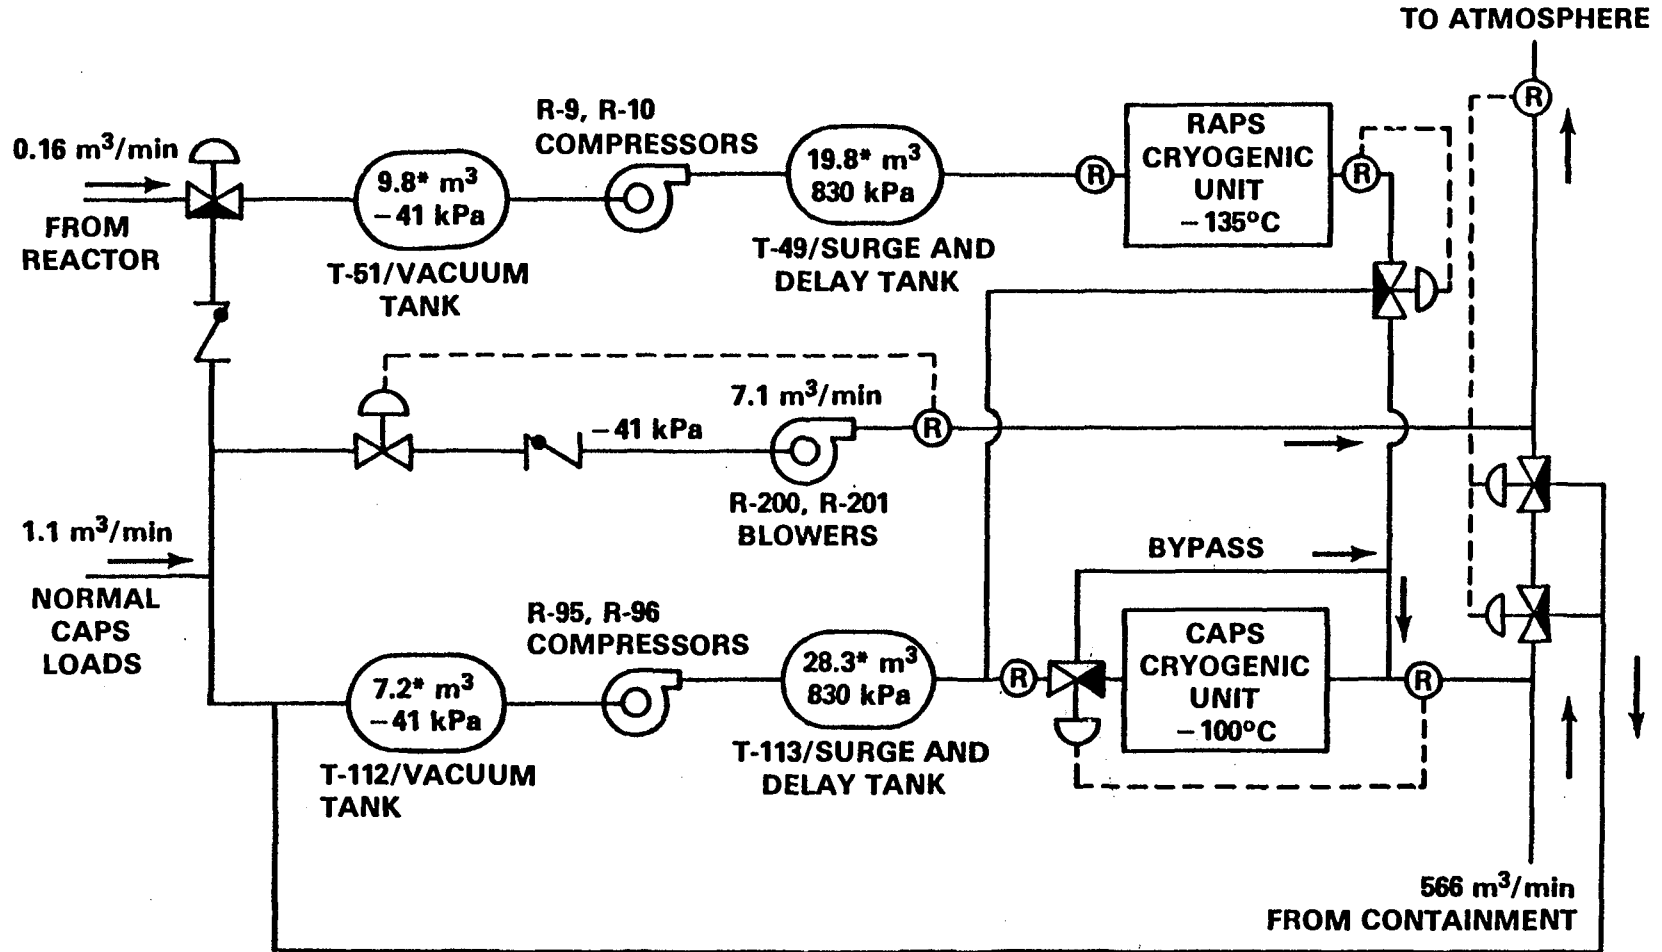 TO ATMOSPHERE
R
0.16 m³/min
FROM
REACTOR
9.8* m³
−41 kPa
T-51/VACUUM
TANK
R-9, R-10
COMPRESSORS
19.8* m³
830 kPa
T-49/SURGE AND
DELAY TANK
R
RAPS
CRYOGENIC
UNIT
−135°C
R
−41 kPa
7.1 m³/min
R
R-200, R-201
BLOWERS
1.1 m³/min
NORMAL
CAPS
LOADS
BYPASS
7.2* m³
−41 kPa
T-112/VACUUM
TANK
R-95, R-96
COMPRESSORS
28.3* m³
830 kPa
T-113/SURGE AND
DELAY TANK
R
CAPS
CRYOGENIC
UNIT
−100°C
R
566 m³/min
FROM CONTAINMENT